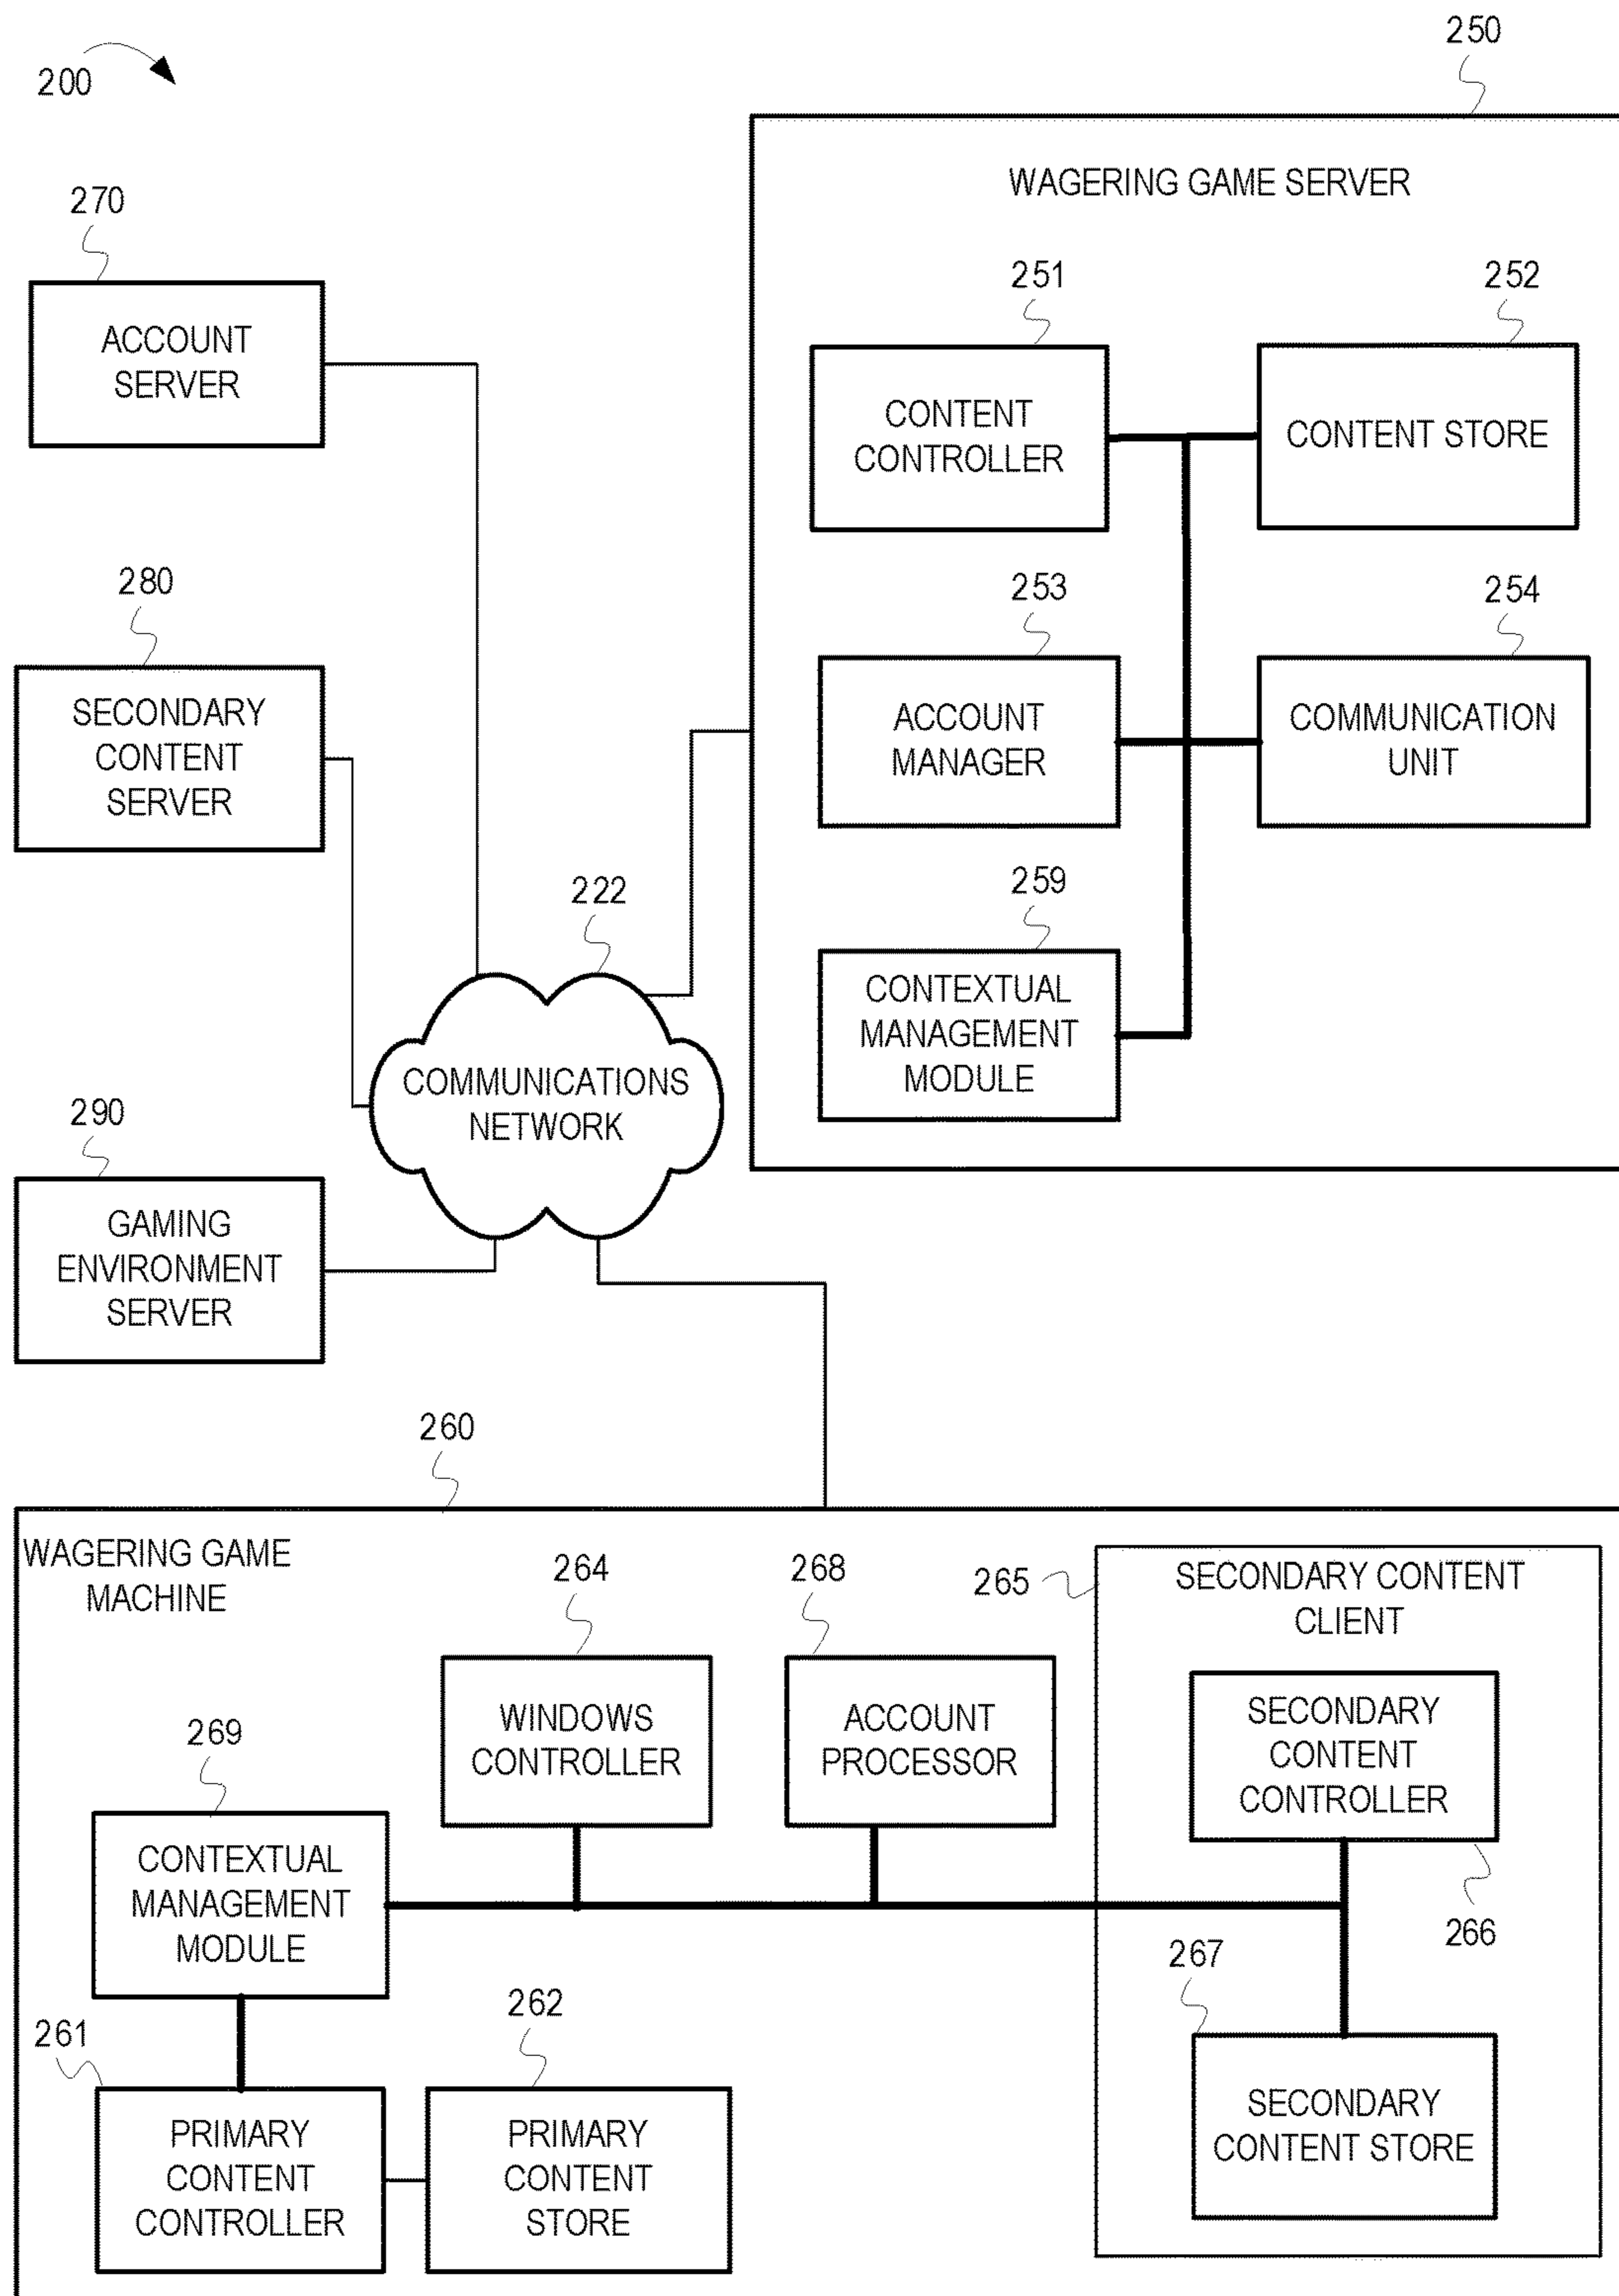 200
250
WAGERING GAME SERVER
270
ACCOUNT
SERVER
251
CONTENT
CONTROLLER
252
CONTENT STORE
280
SECONDARY
CONTENT
SERVER
253
ACCOUNT
MANAGER
254
COMMUNICATION
UNIT
222
COMMUNICATIONS
NETWORK
259
CONTEXTUAL
MANAGEMENT
MODULE
290
GAMING
ENVIRONMENT
SERVER
260
WAGERING GAME
MACHINE
264
WINDOWS
CONTROLLER
268
ACCOUNT
PROCESSOR
265
SECONDARY CONTENT
CLIENT
SECONDARY
CONTENT
CONTROLLER
266
269
CONTEXTUAL
MANAGEMENT
MODULE
267
SECONDARY
CONTENT STORE
261
PRIMARY
CONTENT
CONTROLLER
262
PRIMARY
CONTENT
STORE